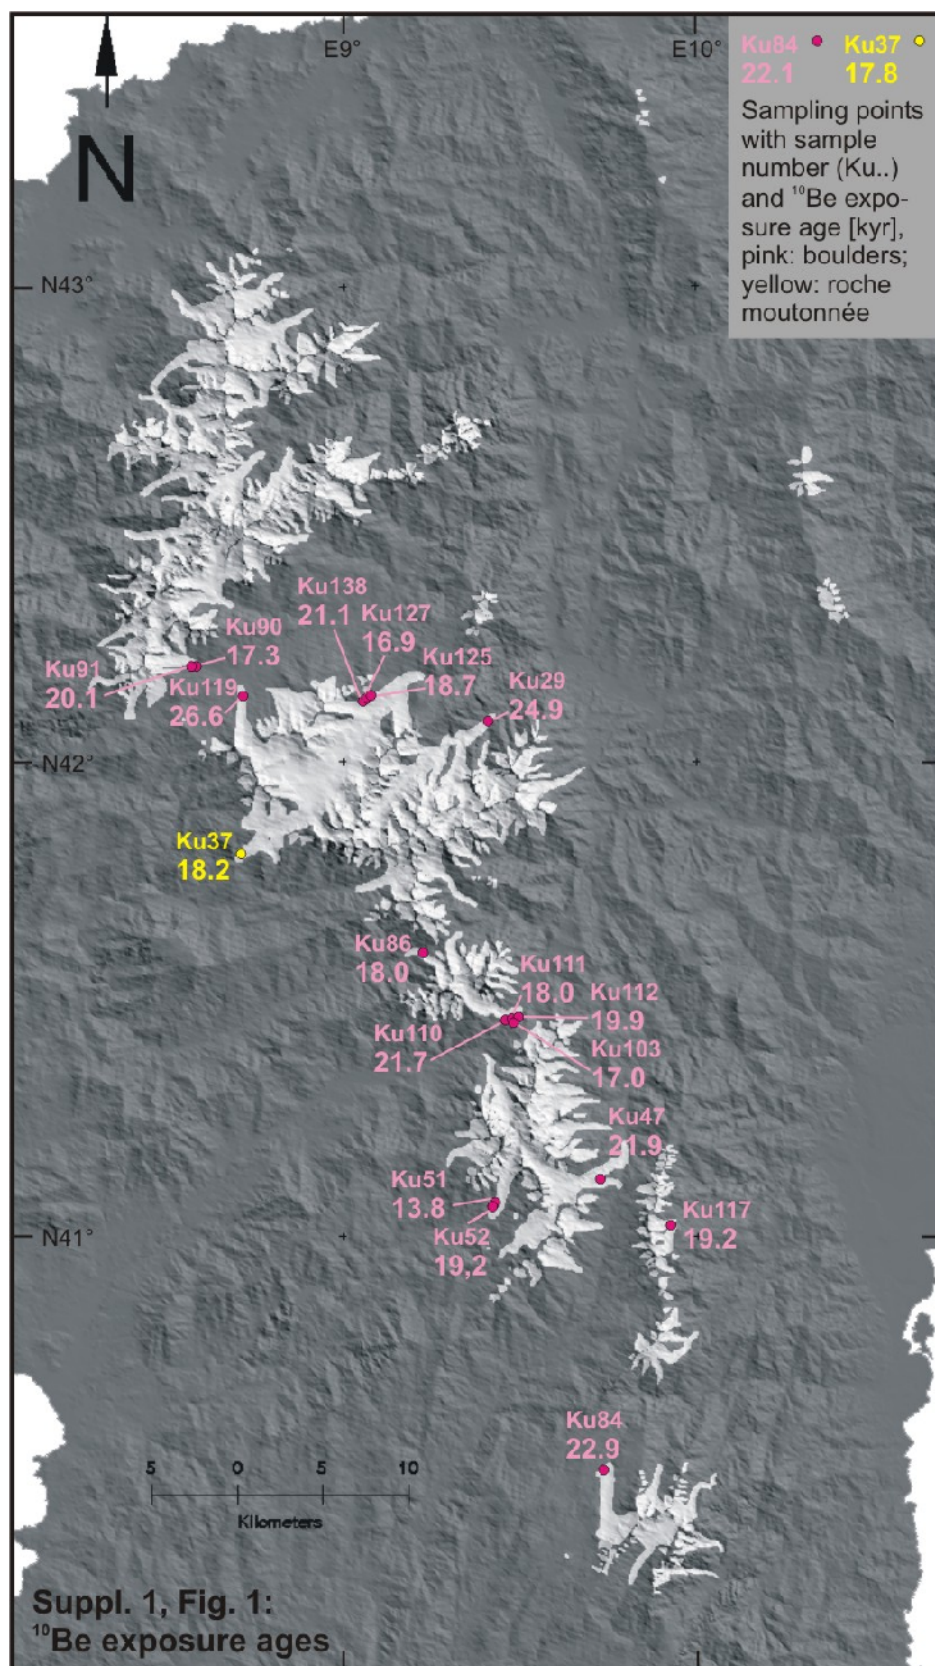 E9°
E10°
Ku84
22.1
Ku37
17.8
Sampling points
with sample
number (Ku..)
and ¹⁰Be expo-
sure age [kyr],
pink: boulders;
yellow: roche
moutonnée
N
N43°
Ku138
21.1
Ku127
16.9
Ku90
17.3
Ku125
18.7
Ku91
20.1
Ku119
26.6
Ku29
24.9
N42°
Ku37
18.2
Ku86
18.0
Ku111
18.0
Ku112
19.9
Ku110
21.7
Ku103
17.0
Ku47
21.9
Ku51
13.8
Ku52
19,2
Ku117
19.2
N41°
Ku84
22.9
5 0 5 10
Kilometers
Suppl. 1, Fig. 1:
¹⁰Be exposure ages